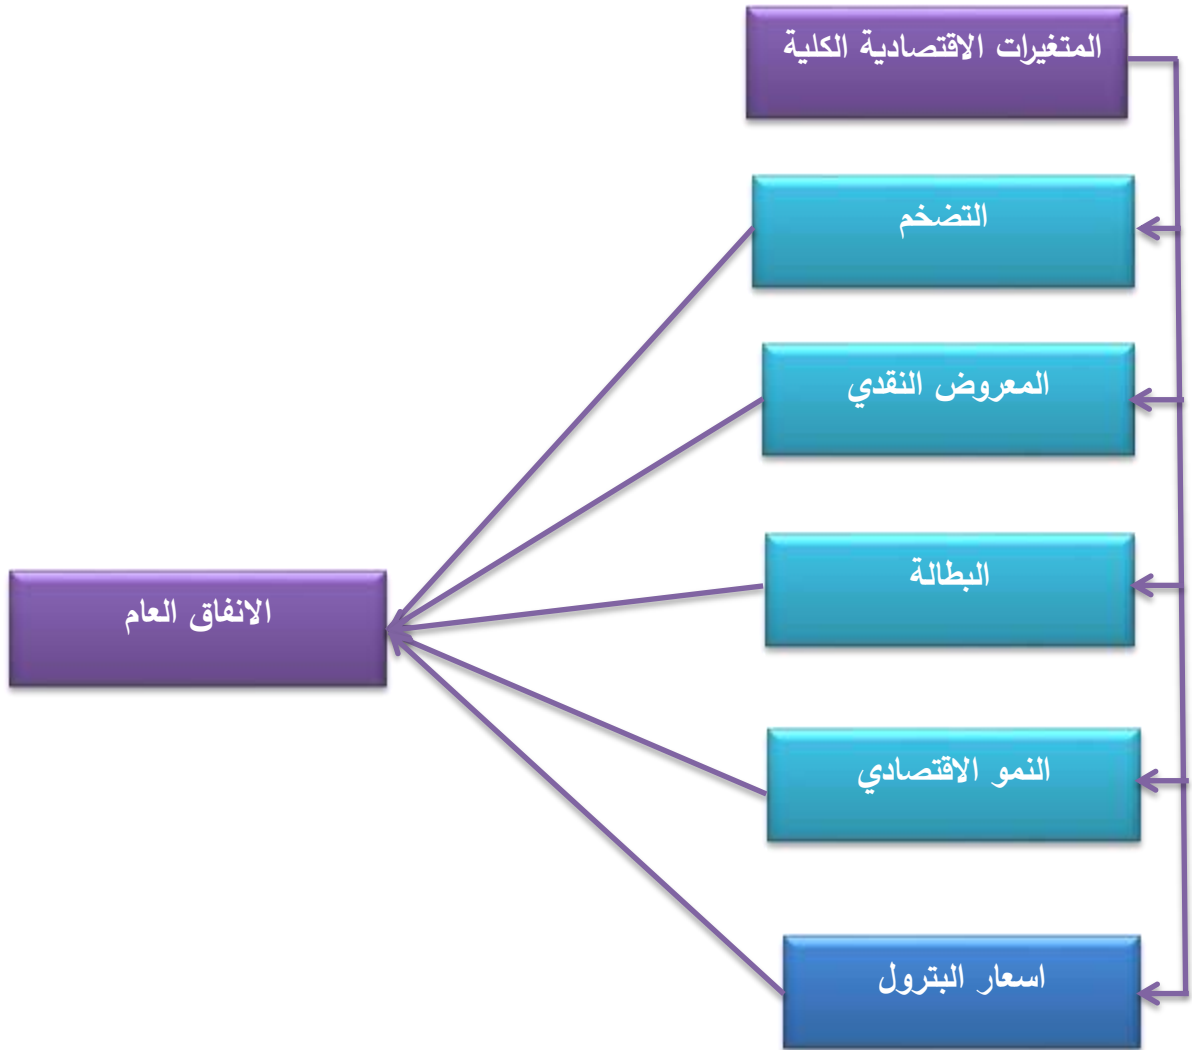 المتغيرات الاقتصادية الكلية
التضخم
المعروض النقدي
البطالة
الانفاق العام
النمو الاقتصادي
اسعار البترول